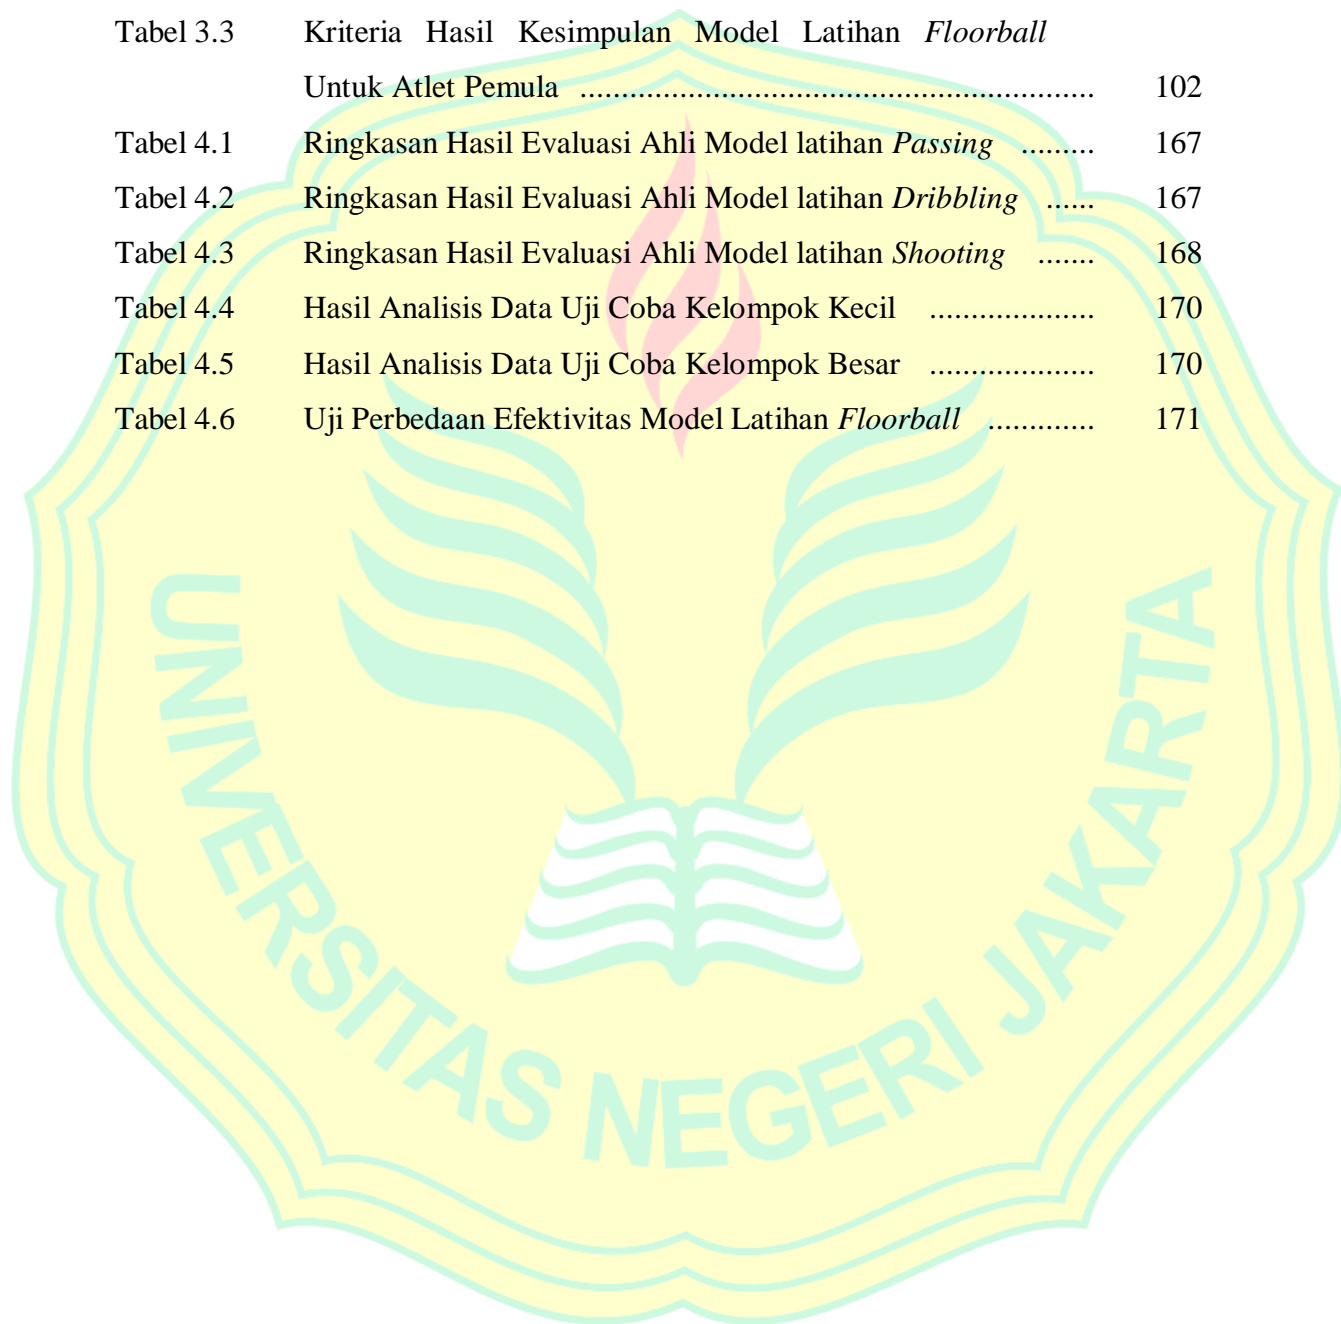 Tabel 3.3 Kriteria Hasil Kesimpulan Model Latihan Floorball
Untuk Atlet Pemula .............................................................. 102
Tabel 4.1 Ringkasan Hasil Evaluasi Ahli Model latihan Passing ......... 167
Tabel 4.2 Ringkasan Hasil Evaluasi Ahli Model latihan Dribbling ...... 167
Tabel 4.3 Ringkasan Hasil Evaluasi Ahli Model latihan Shooting ....... 168
Tabel 4.4 Hasil Analisis Data Uji Coba Kelompok Kecil .................... 170
Tabel 4.5 Hasil Analisis Data Uji Coba Kelompok Besar .................... 170
Tabel 4.6 Uji Perbedaan Efektivitas Model Latihan Floorball ............. 171
UNIVERSITAS NEGERI JAKARTA